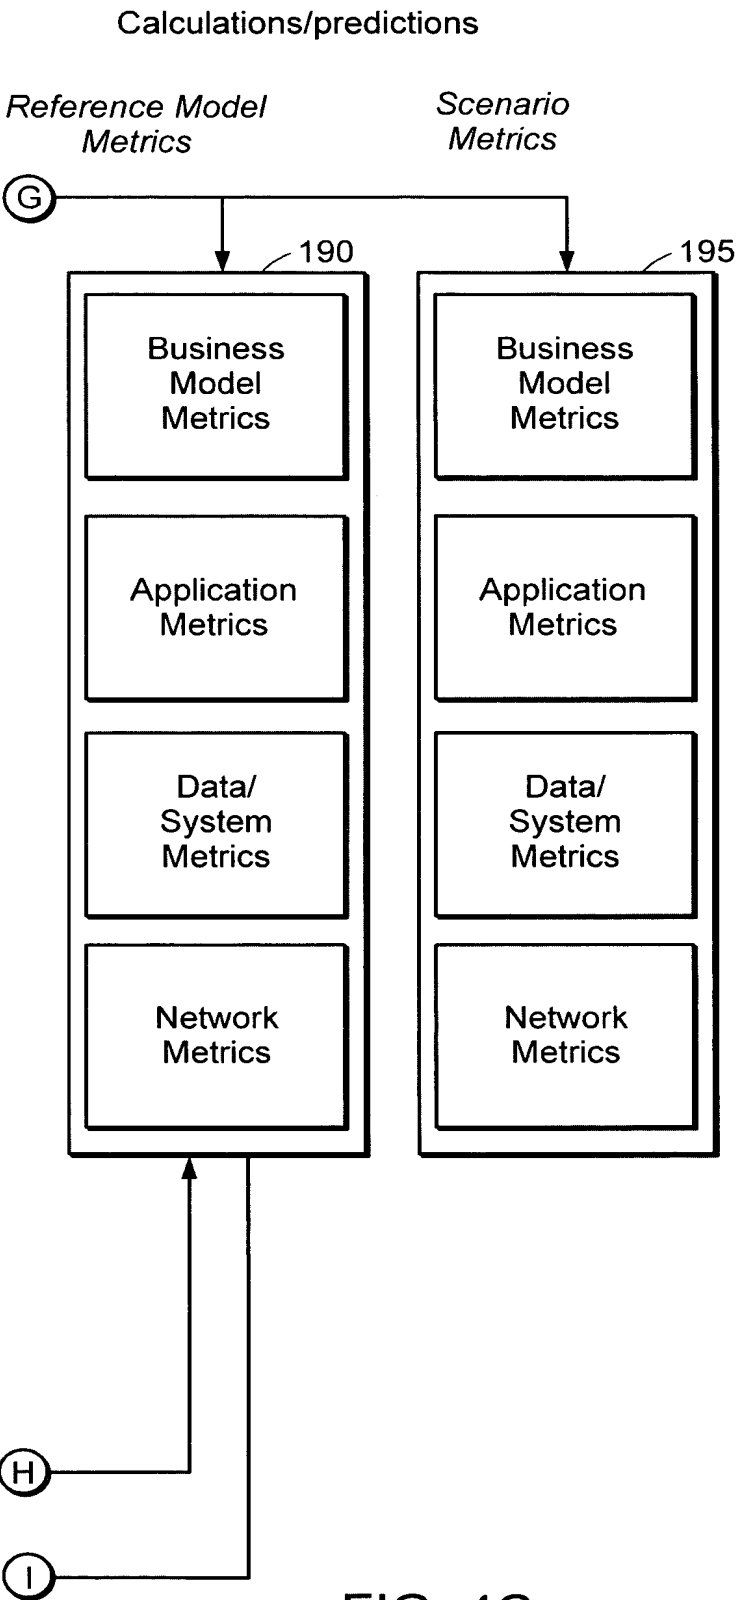 Calculations/predictions
Reference Model
Metrics
Scenario
Metrics
G
190
195
Business
Model
Metrics
Application
Metrics
Data/
System
Metrics
Network
Metrics
Business
Model
Metrics
Application
Metrics
Data/
System
Metrics
Network
Metrics
H
I